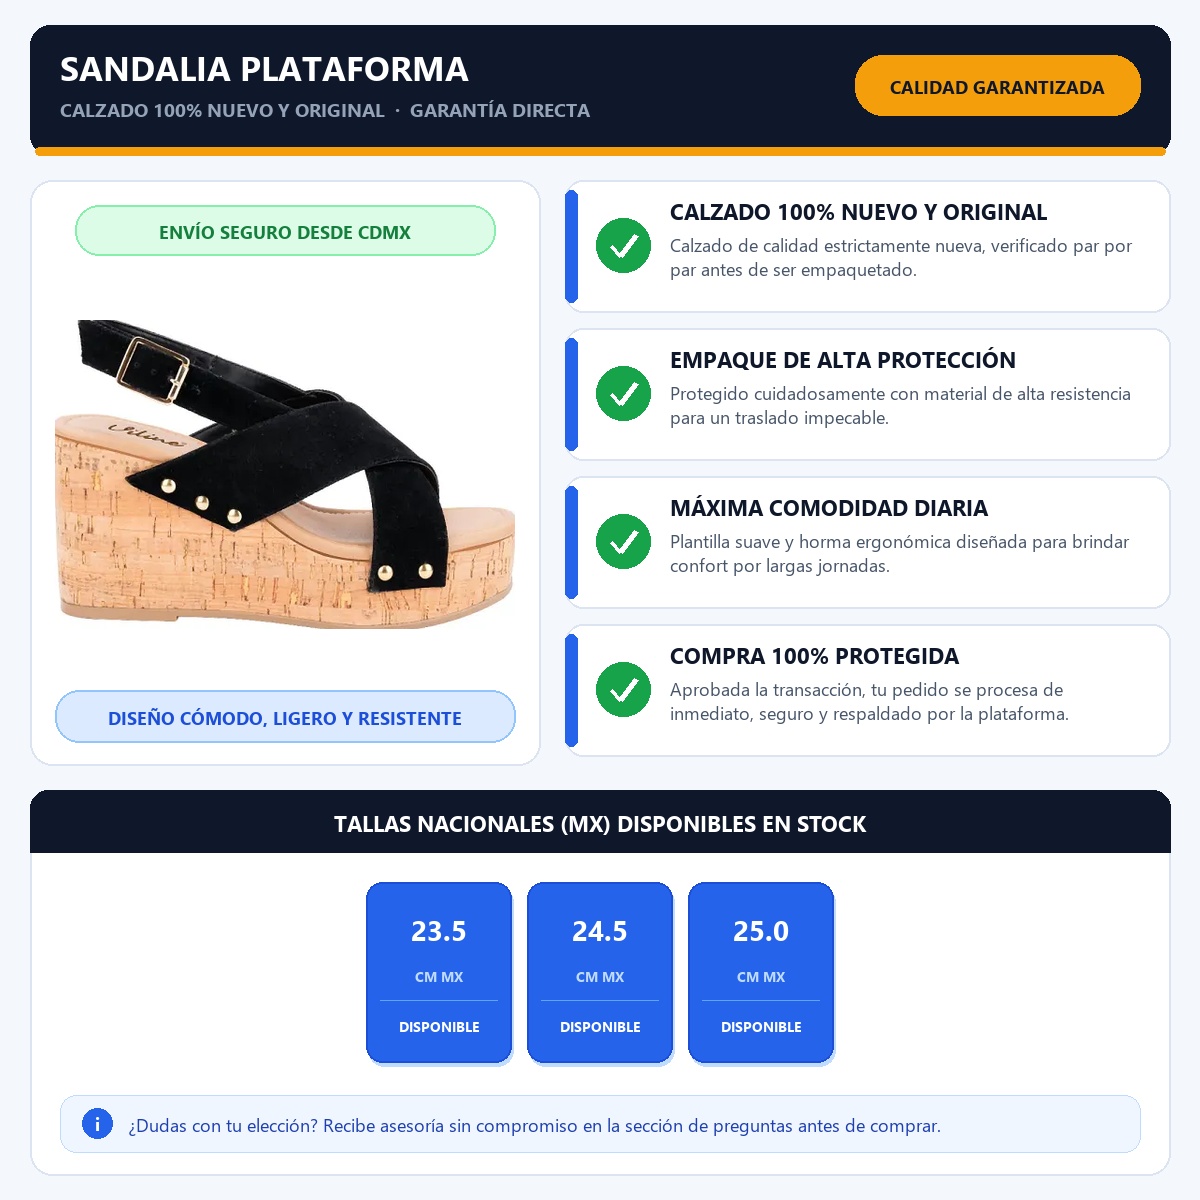 SANDALIA PLATAFORMA
CALZADO 100% NUEVO Y ORIGINAL · GARANTÍA DIRECTA
CALIDAD GARANTIZADA
ENVÍO SEGURO DESDE CDMX
DISEÑO CÓMODO, LIGERO Y RESISTENTE
CALZADO 100% NUEVO Y ORIGINAL
Calzado de calidad estrictamente nueva, verificado par por
par antes de ser empaquetado.
EMPAQUE DE ALTA PROTECCIÓN
Protegido cuidadosamente con material de alta resistencia
para un traslado impecable.
MÁXIMA COMODIDAD DIARIA
Plantilla suave y horma ergonómica diseñada para brindar
confort por largas jornadas.
COMPRA 100% PROTEGIDA
Aprobada la transacción, tu pedido se procesa de
inmediato, seguro y respaldado por la plataforma.
TALLAS NACIONALES (MX) DISPONIBLES EN STOCK
23.5
CM MX
DISPONIBLE
24.5
CM MX
DISPONIBLE
25.0
CM MX
DISPONIBLE
¿Dudas con tu elección? Recibe asesoría sin compromiso en la sección de preguntas antes de comprar.